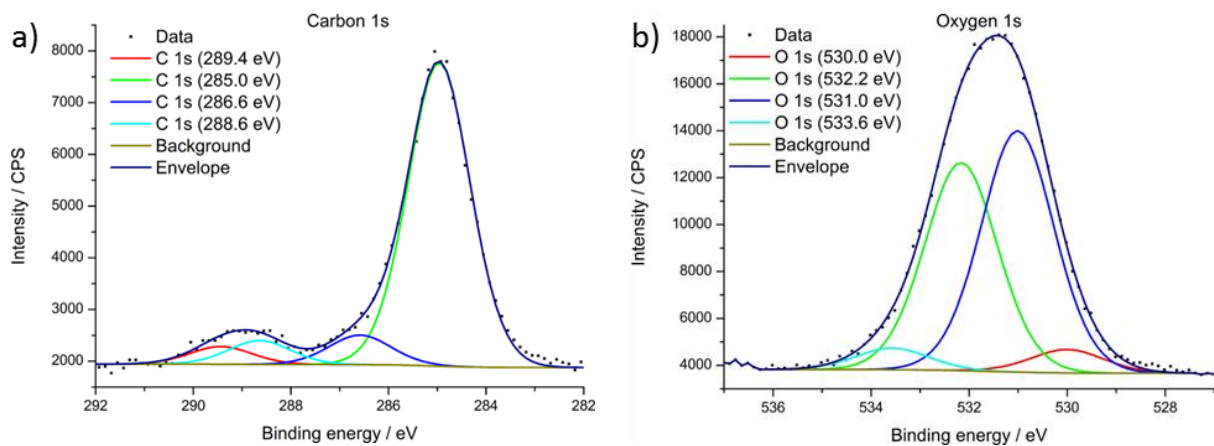 a)
Carbon 1s
Data
C 1s (289.4 eV)
C 1s (285.0 eV)
C 1s (286.6 eV)
C 1s (288.6 eV)
Background
Envelope
8000
7000
6000
5000
4000
3000
2000
Intensity / CPS
292
290
288
286
284
282
Binding energy / eV
b)
Oxygen 1s
Data
O 1s (530.0 eV)
O 1s (532.2 eV)
O 1s (531.0 eV)
O 1s (533.6 eV)
Background
Envelope
18000
16000
14000
12000
10000
8000
6000
4000
Intensity / CPS
536
534
532
530
528
Binding energy / eV